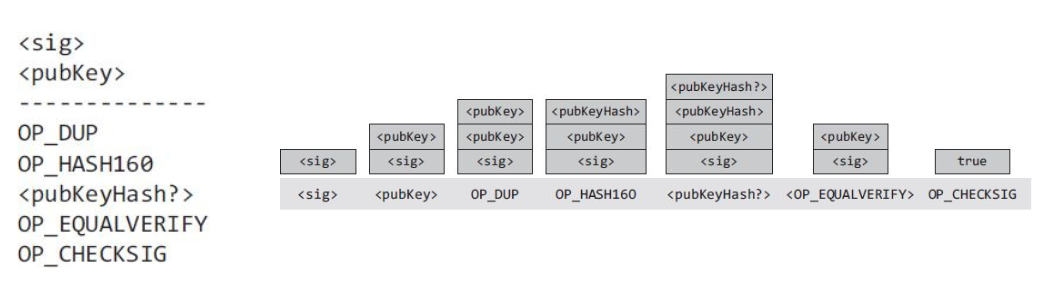 <sig>
<pubKey>
--------------
OP_DUP
OP_HASH160
<pubKeyHash?>
OP_EQUALVERIFY
OP_CHECKSIG
<pubKeyHash?>
<pubKey> <pubKeyHash> <pubKeyHash>
<pubKey> <pubKey> <pubKey> <pubKey> <pubKey>
<sig> <sig> <sig> <sig> <sig> <sig> true
<sig> <pubKey> OP_DUP OP_HASH160 <pubKeyHash?> <OP_EQUALVERIFY> OP_CHECKSIG